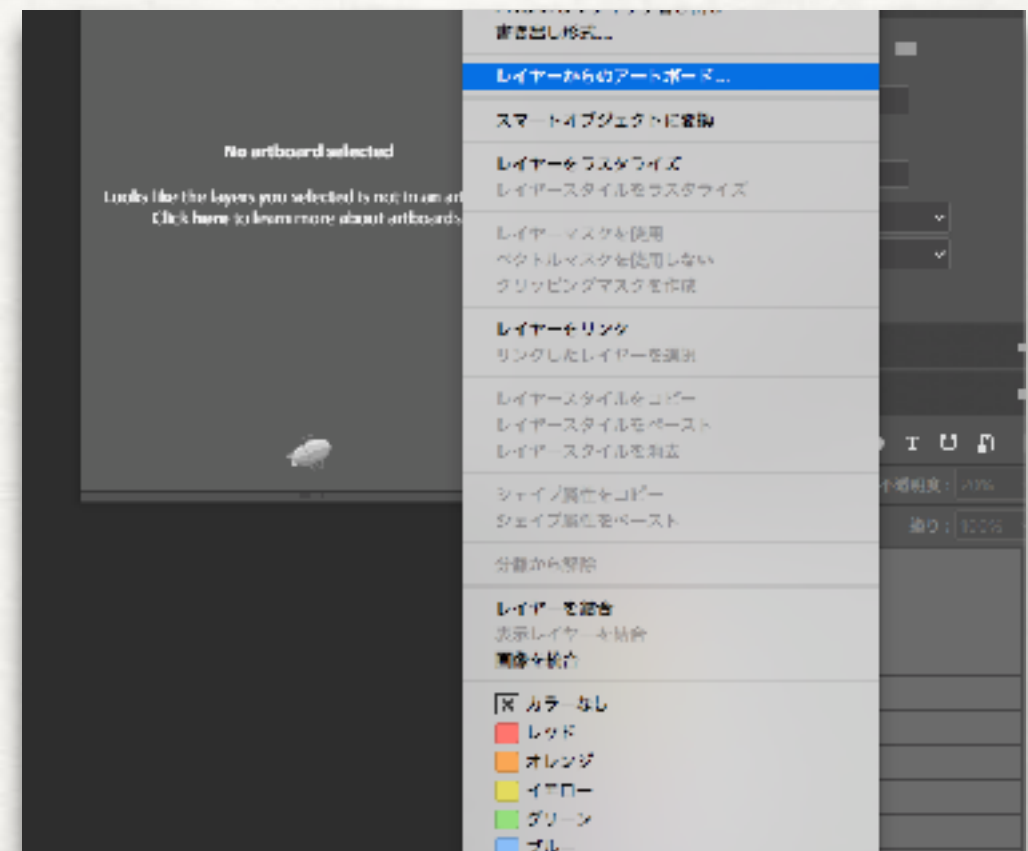 書き出し形式...
レイヤーからのアートボード...
スマートオブジェクトに変換
レイヤーをラスタライズ
レイヤースタイルをラスタライズ
レイヤーマスクを使用
ベクトルマスクを使用しない
クリッピングマスクを作成
レイヤーをリンク
リンクしたレイヤーを選択
レイヤースタイルをコピー
レイヤースタイルをペースト
レイヤースタイルを消去
シェイプ属性をコピー
シェイプ属性をペースト
分離から解除
レイヤーを結合
表示レイヤーを結合
画像を統合
カラーなし
レッド
オレンジ
イエロー
グリーン
ブルー
No artboard selected
Looks like the layers you selected is not in an art
Click here to learn more about artboards
T
不透明度: 20%
塗り: 100%